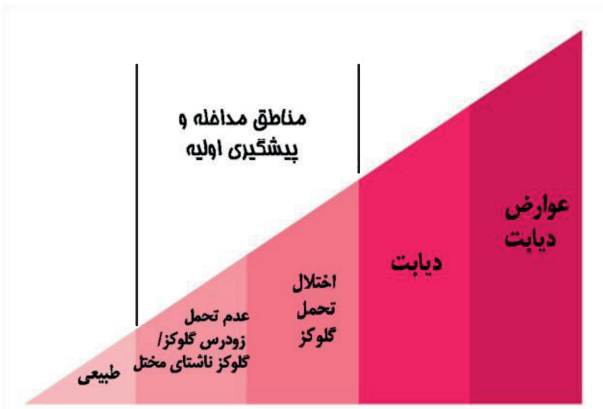 مناطق مداخله و
پیشگیری اولیه
عوارض
دیابت
دیابت
اختلال
تحمل
گلوکز
عدم تحمل
زودرس گلوکز/
گلوکز ناشتای مختل
طبیعی